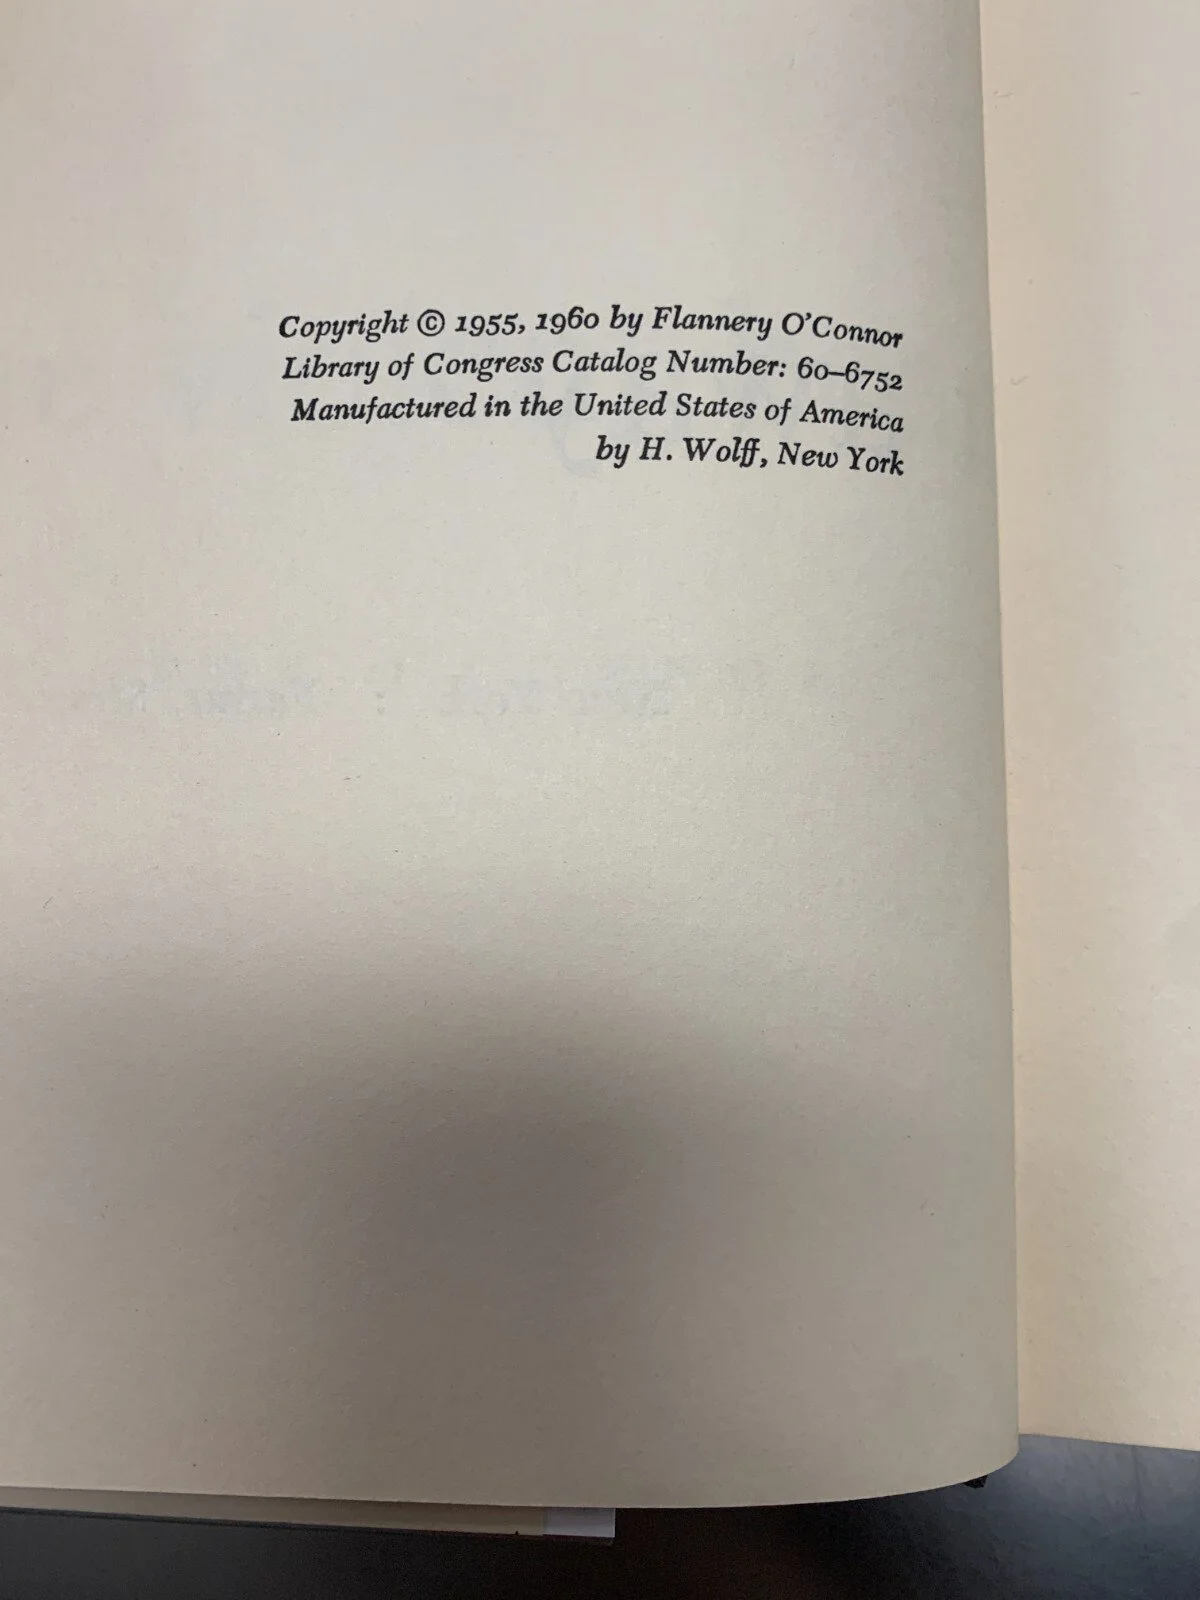 Copyright © 1955, 1960 by Flannery O'Connor
Library of Congress Catalog Number: 60–6752
Manufactured in the United States of America
by H. Wolff, New York